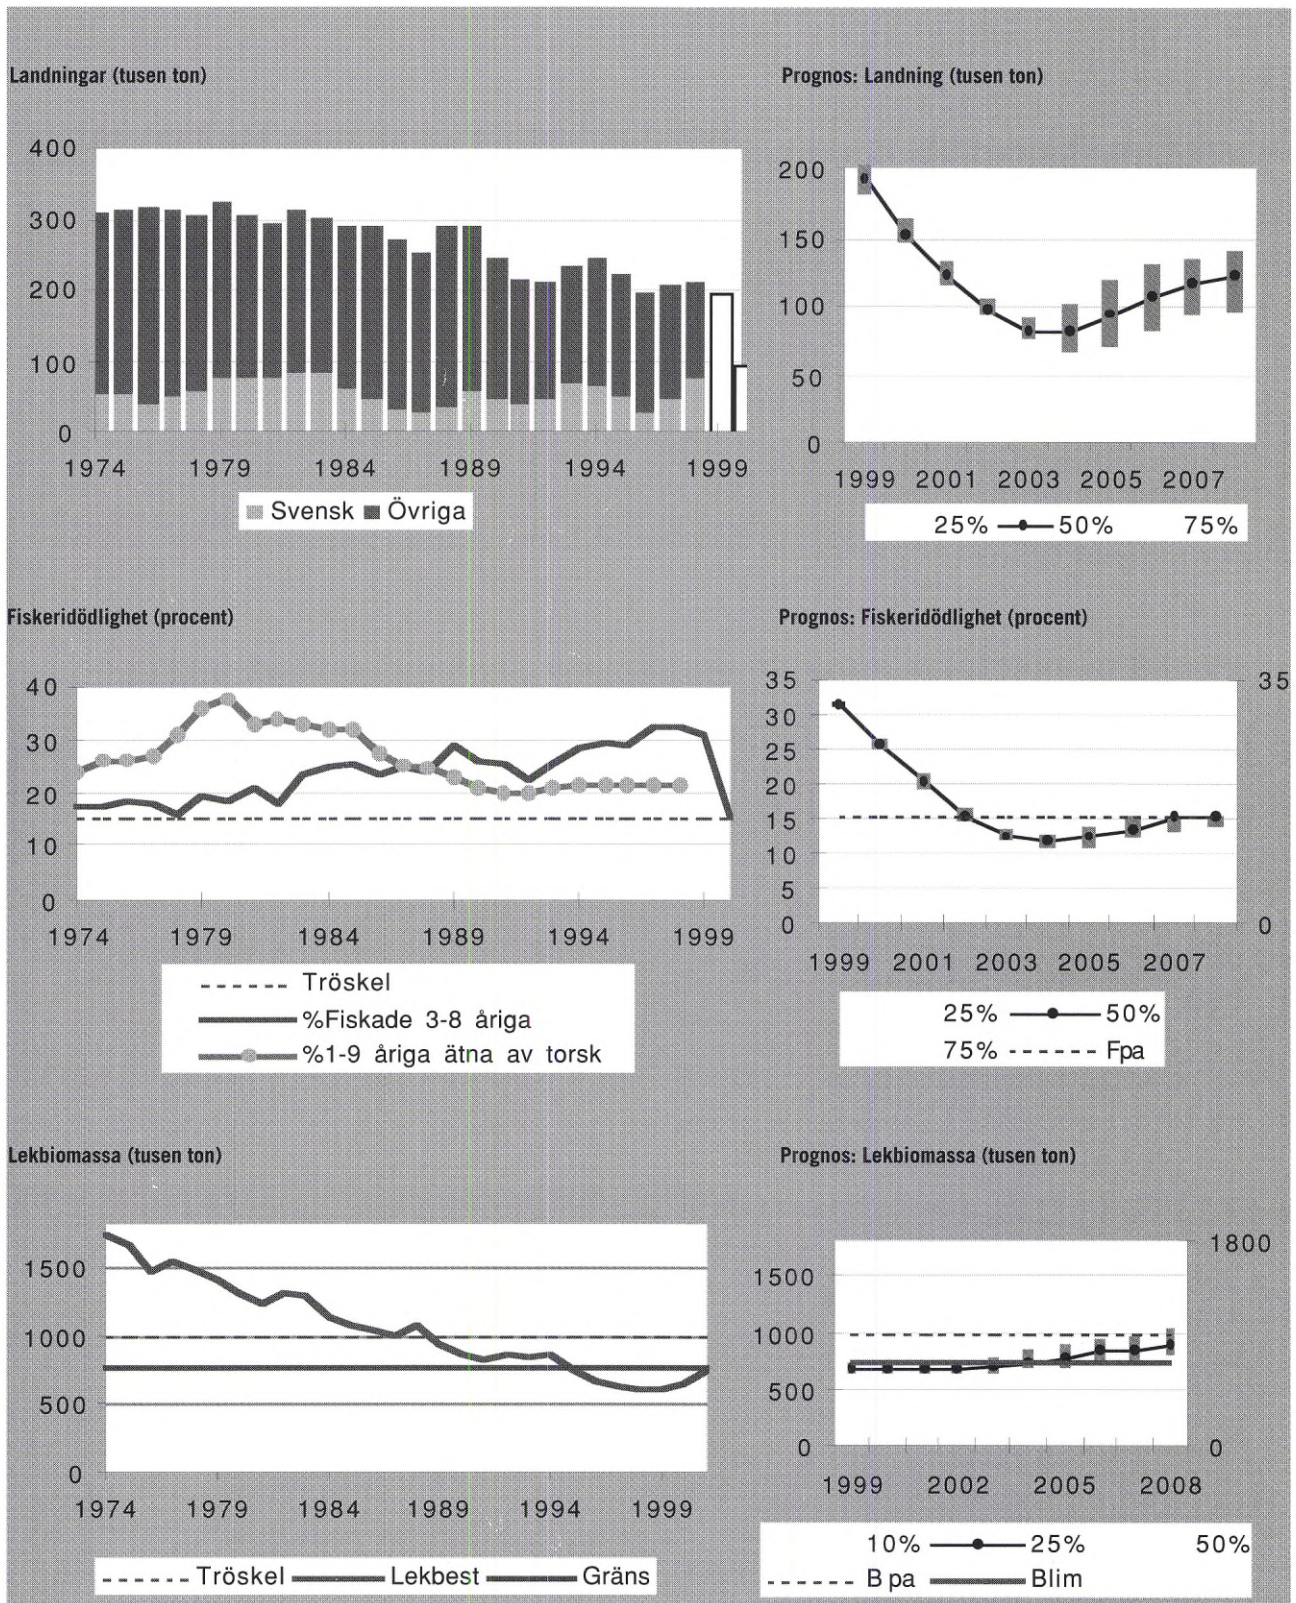 Landningar (tusen ton)
400
300
200
100
0
1974 1979 1984 1989 1994 1999
Svensk Övriga
Prognos: Landning (tusen ton)
200
150
100
50
0
1999 2001 2003 2005 2007
25% 50% 75%
Fiskeridödlighet (procent)
40
30
20
10
0
1974 1979 1984 1989 1994 1999
Tröskel
%Fiskade 3-8 åriga
%1-9 åriga ätna av torsk
Prognos: Fiskeridödlighet (procent)
35 35
30
25
20
15
10
5
0 0
1999 2001 2003 2005 2007
25% 50%
75% Fpa
Lekbiomassa (tusen ton)
1500
1000
500
0
1974 1979 1984 1989 1994 1999
Tröskel Lekbest Gräns
Prognos: Lekbiomassa (tusen ton)
1800
1500
1000
500
0 0
1999 2002 2005 2008
10% 25% 50%
B pa Blim